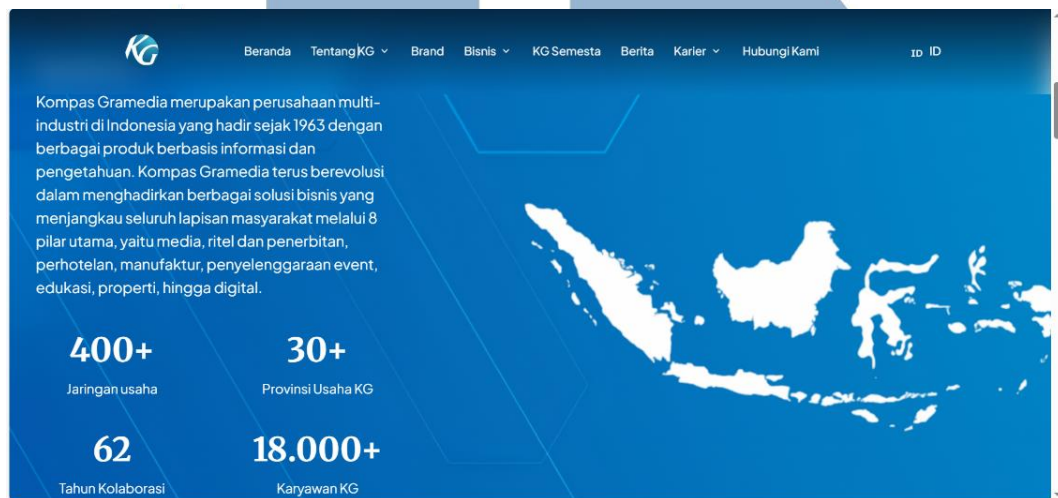 KG
Beranda Tentang KG Brand Bisnis KG Semesta Berita Karier Hubungi Kami ID ID
Kompas Gramedia merupakan perusahaan multi-
industri di Indonesia yang hadir sejak 1963 dengan
berbagai produk berbasis informasi dan
pengetahuan. Kompas Gramedia terus berevolusi
dalam menghadirkan berbagai solusi bisnis yang
menjangkau seluruh lapisan masyarakat melalui 8
pilar utama, yaitu media, ritel dan penerbitan,
perhotelan, manufaktur, penyelenggaraan event,
edukasi, properti, hingga digital.
400+ 30+
Jaringan usaha Provinsi Usaha KG
62 18.000+
Tahun Kolaborasi Karyawan KG